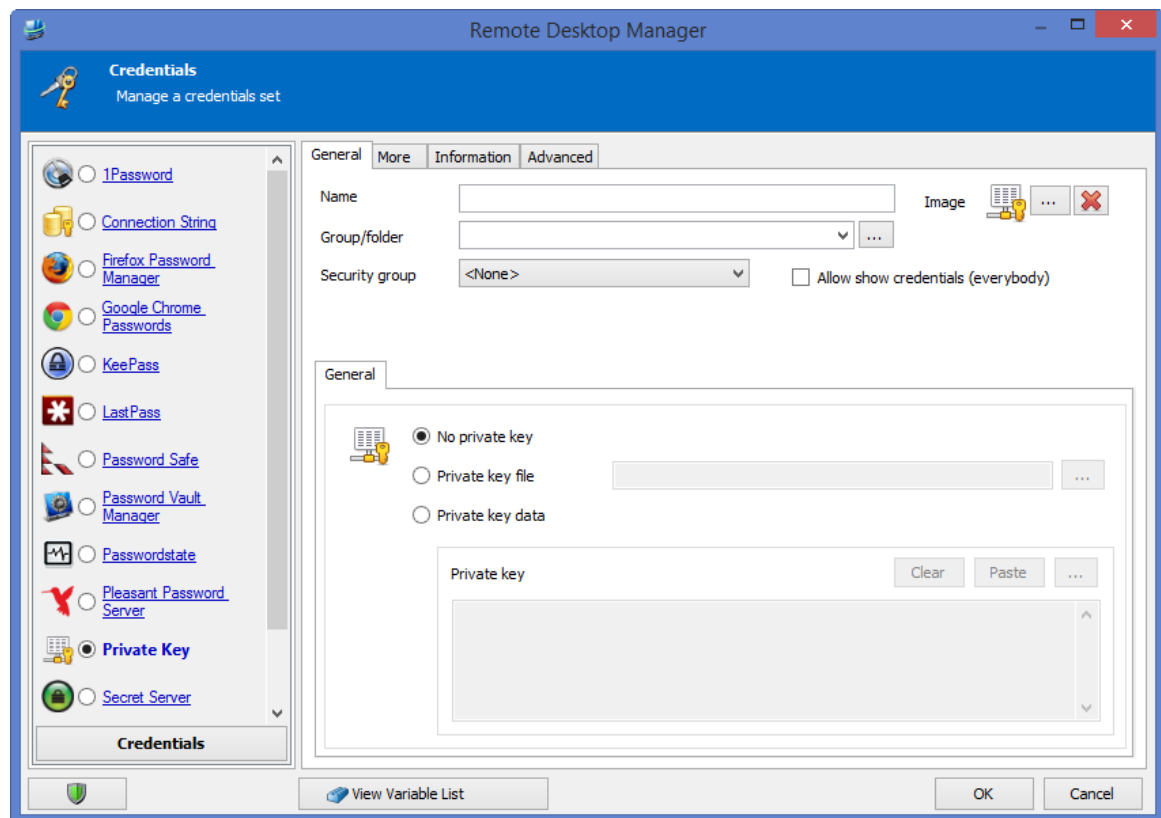 Remote Desktop Manager
Credentials
Manage a credentials set
1Password
Connection String
Firefox Password
Manager
Google Chrome
Passwords
KeePass
LastPass
Password Safe
Password Vault
Manager
Passwordstate
Pleasant Password
Server
Private Key
Secret Server
Credentials
General More Information Advanced
Name
Image ...
Group/folder
...
Security group
<None>
Allow show credentials (everybody)
General
No private key
Private key file
...
Private key data
Private key
Clear Paste ...
View Variable List
OK Cancel